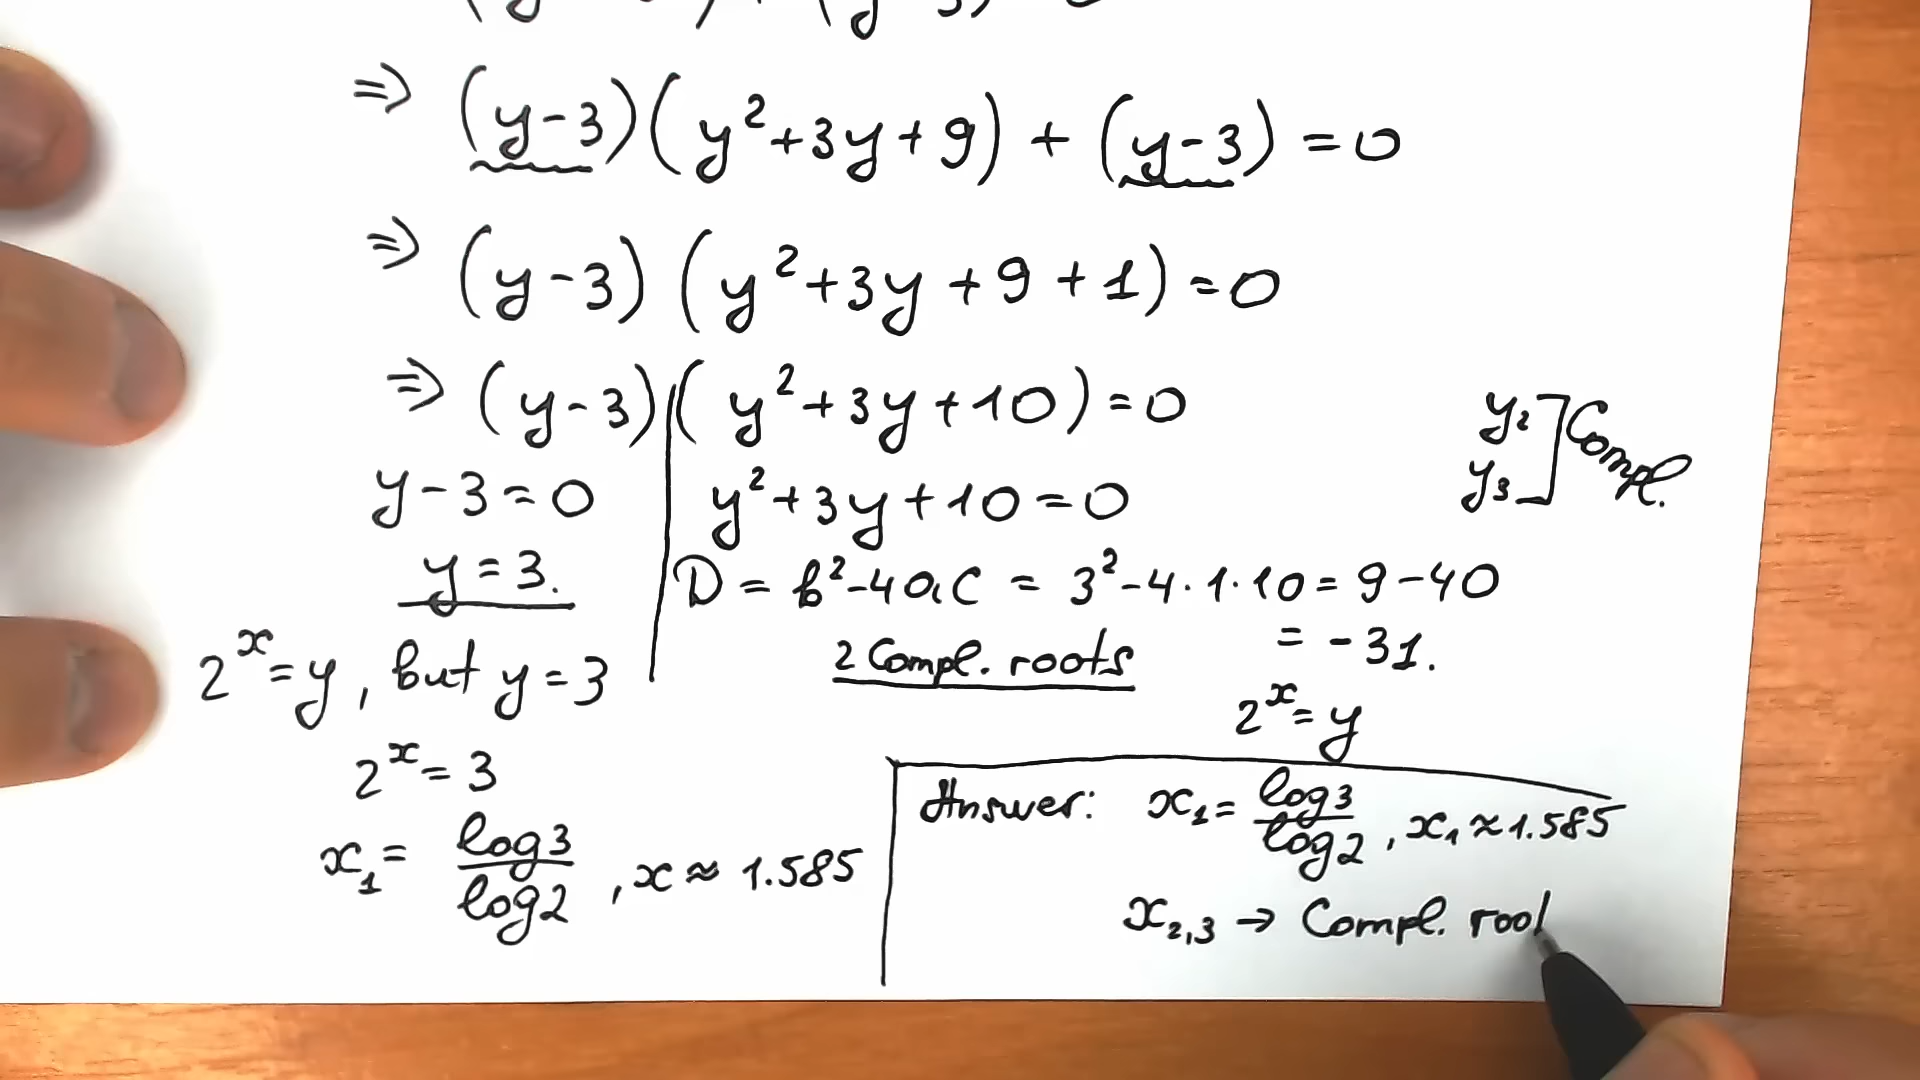 => (y-3)(y²+3y+9) + (y-3) = 0
=> (y-3) (y²+3y+9+1) = 0
=> (y-3) (y²+3y+10) = 0
y-3=0
y=3.
2ˣ=y, but y=3
2ˣ=3
x₁= log3/log2, x≈1.585
y²+3y+10=0
D = b²-4ac = 3²-4·1·10 = 9-40
= -31.
2 Compl. roots
y₂
y₃ ] Compl.
2ˣ=y
Answer: x₁= log3/log2, x₁≈1.585
x₂,₃ → Compl. root